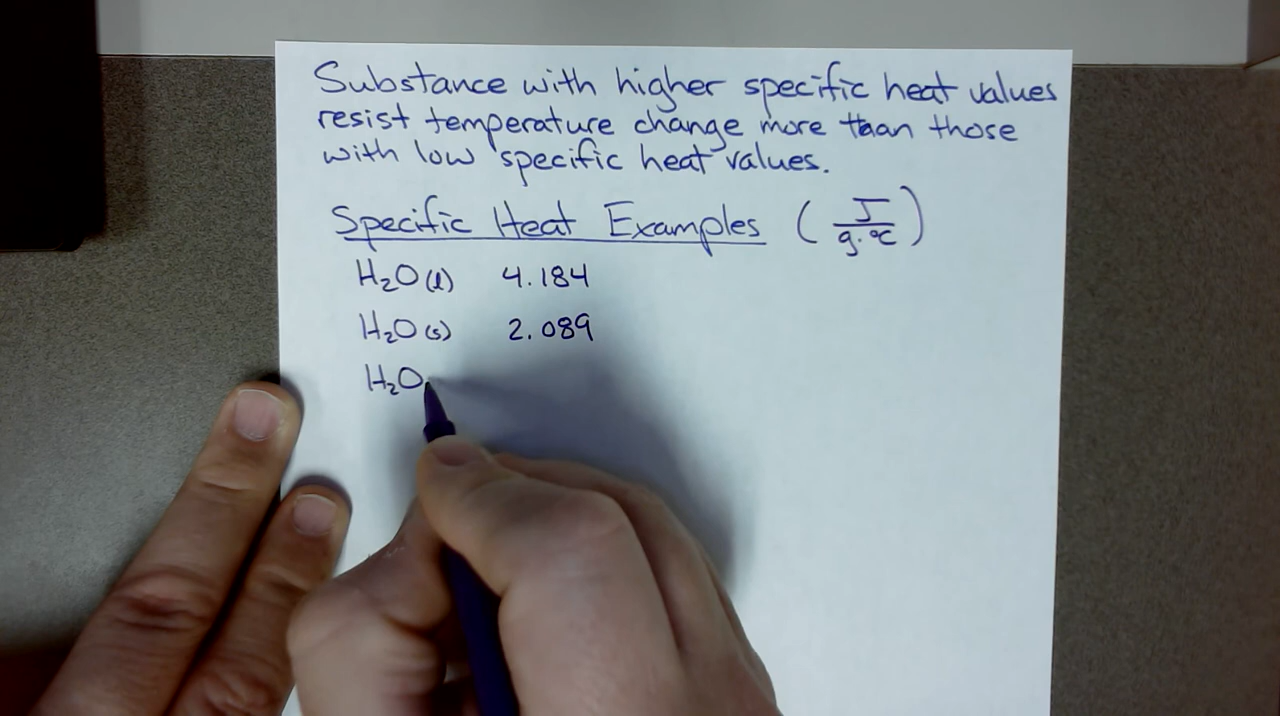 Substance with higher specific heat values
resist temperature change more than those
with low specific heat values.
Specific Heat Examples (J/g·°C)
H₂O(l) 4.184
H₂O(s) 2.089
H₂O